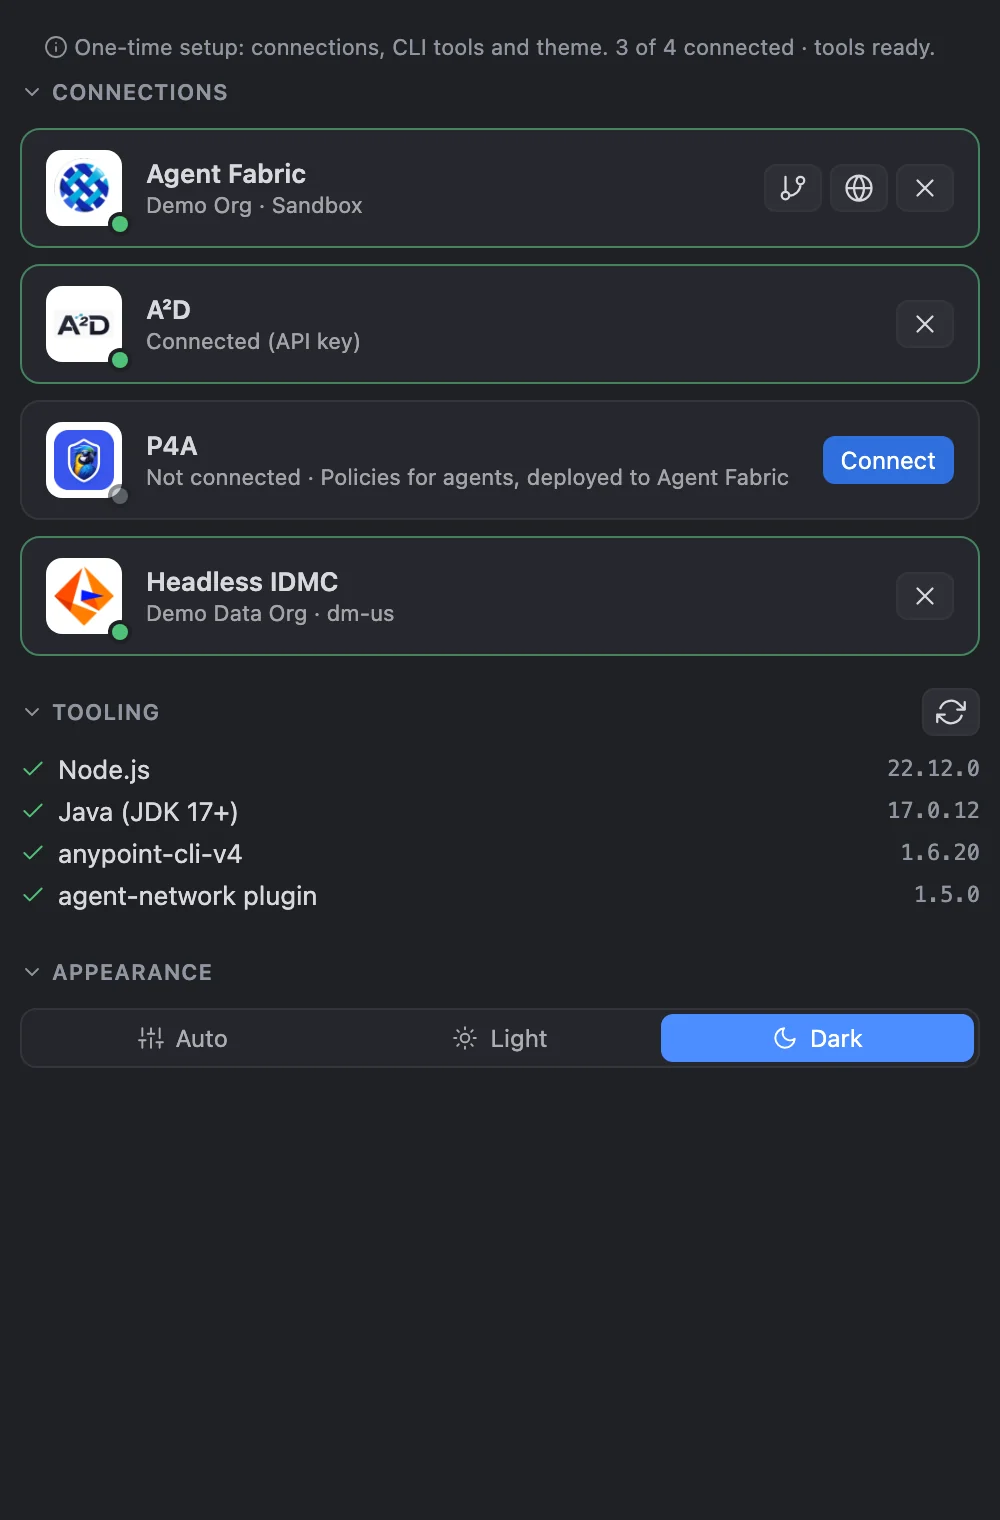 One-time setup: connections, CLI tools and theme. 3 of 4 connected · tools ready.
CONNECTIONS
Agent Fabric
Demo Org · Sandbox
A²D
A²D
Connected (API key)
P4A
Not connected · Policies for agents, deployed to Agent Fabric
Connect
Headless IDMC
Demo Data Org · dm-us
TOOLING
Node.js 22.12.0
Java (JDK 17+) 17.0.12
anypoint-cli-v4 1.6.20
agent-network plugin 1.5.0
APPEARANCE
Auto Light Dark